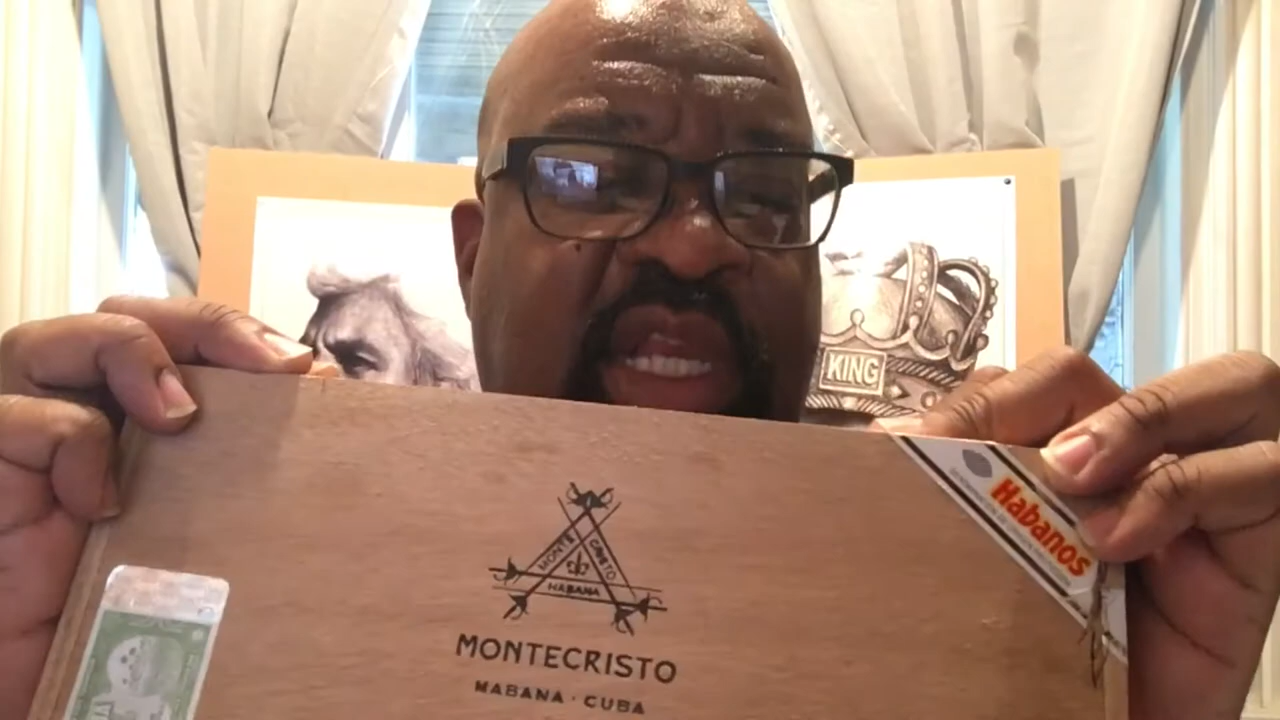 KING
Habanos
MONTE
CRISTO
HABANA
MONTECRISTO
HABANA · CUBA